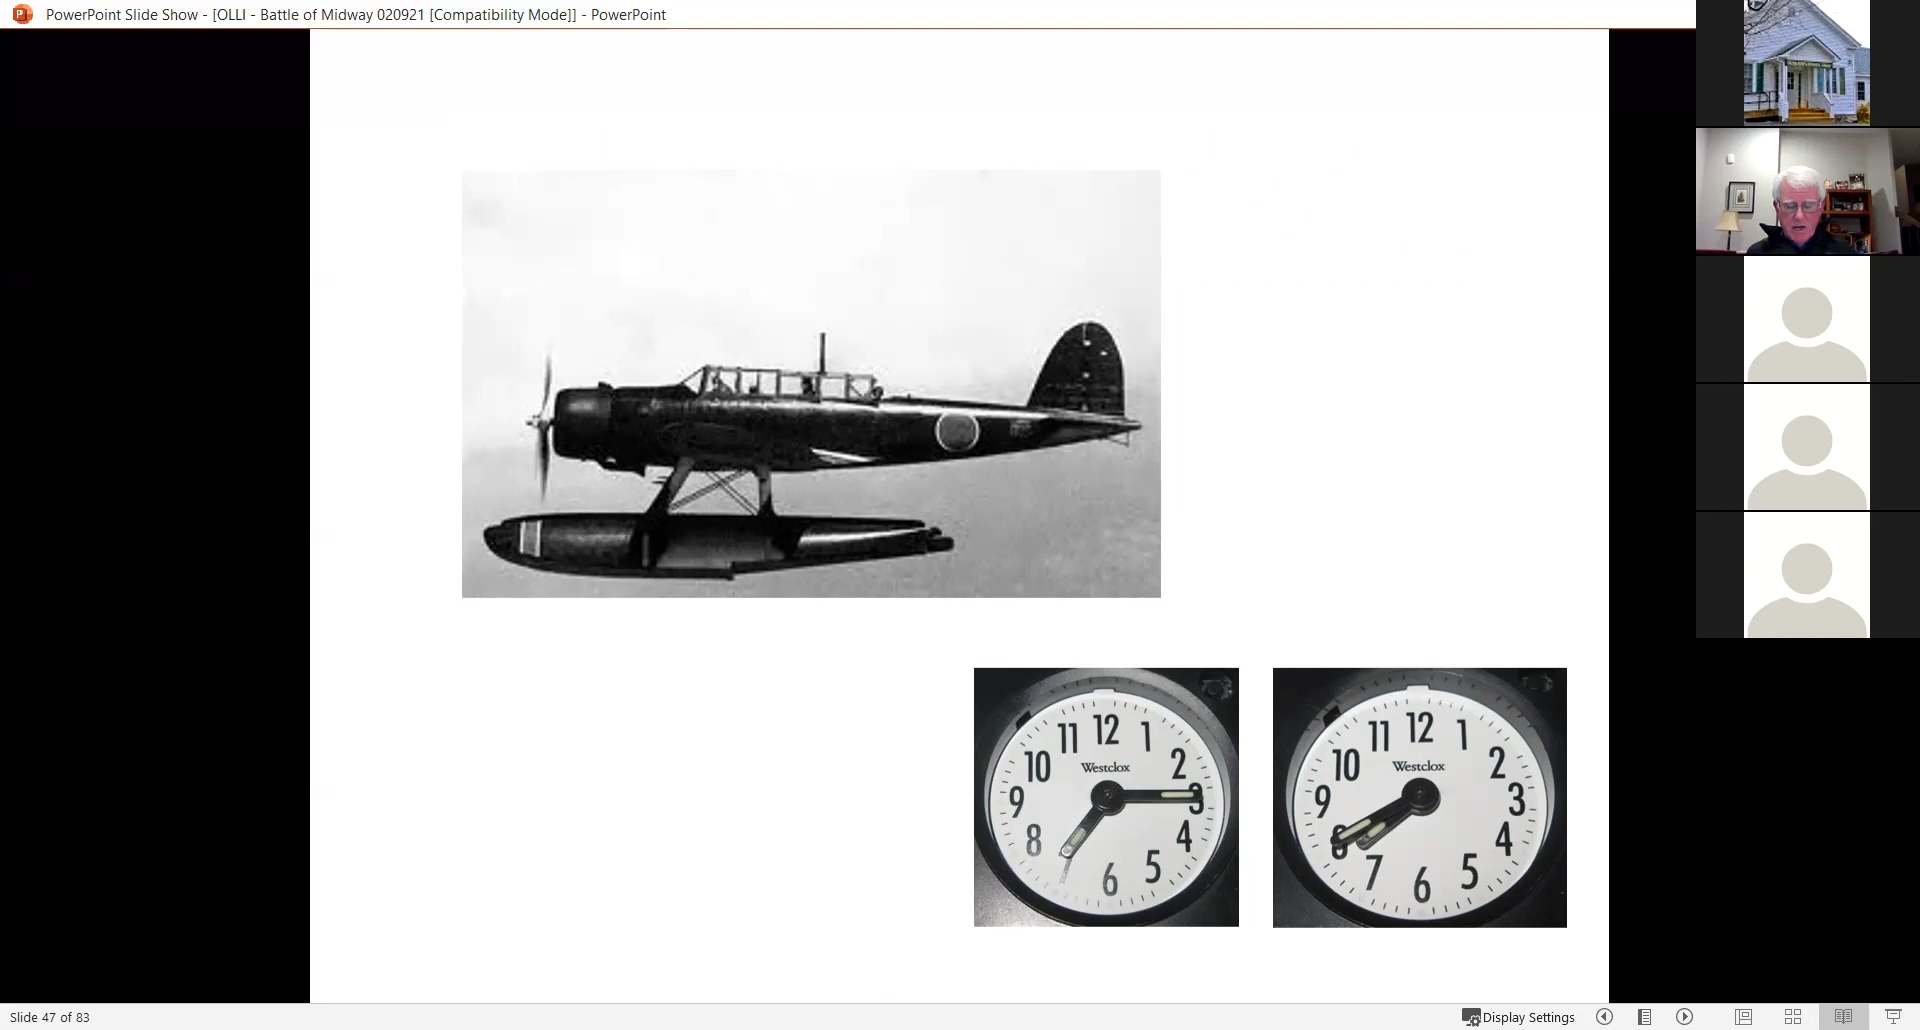 PowerPoint Slide Show - [OLLI - Battle of Midway 020921 [Compatibility Mode]] - PowerPoint
11 12 1
10 2
Westclox
9 3
8 4
6 5
11 12 1
10 2
Westclox
9 3
8 4
7 6 5
Slide 47 of 83
Display Settings